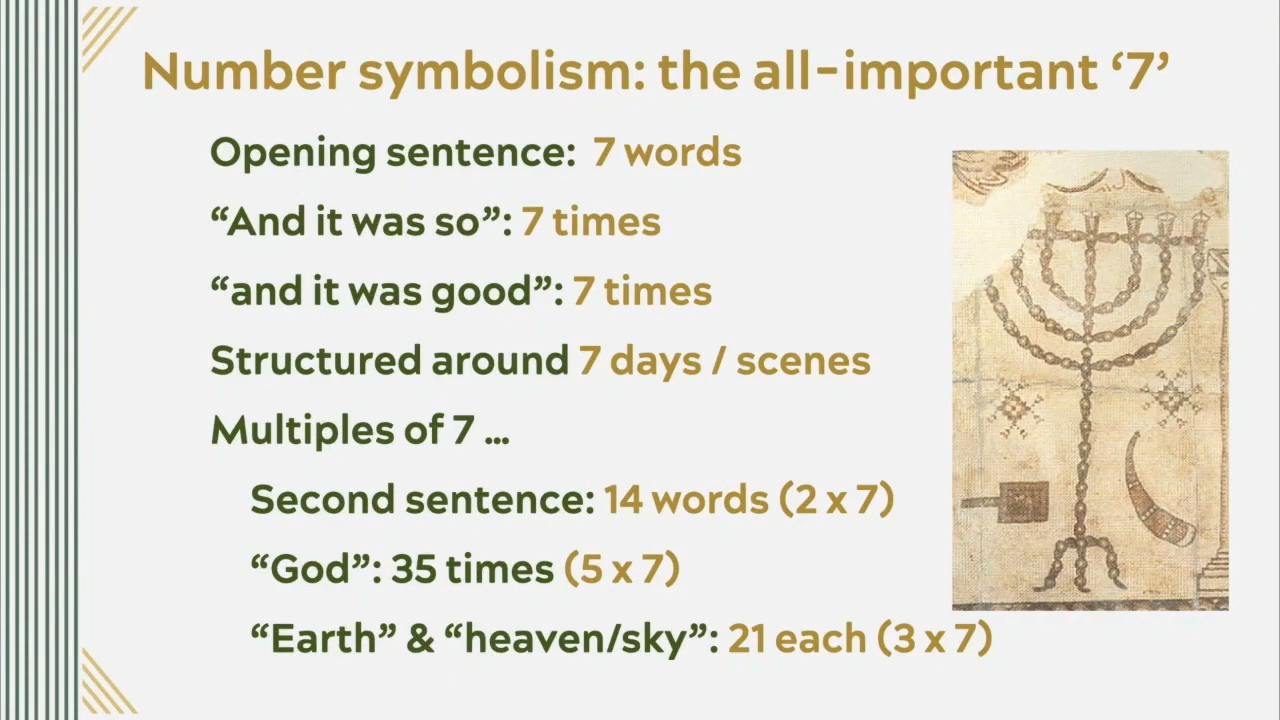 Number symbolism: the all-important ‘7’
Opening sentence: 7 words
“And it was so”: 7 times
“and it was good”: 7 times
Structured around 7 days / scenes
Multiples of 7 ...
Second sentence: 14 words (2 x 7)
“God”: 35 times (5 x 7)
“Earth” & “heaven/sky”: 21 each (3 x 7)